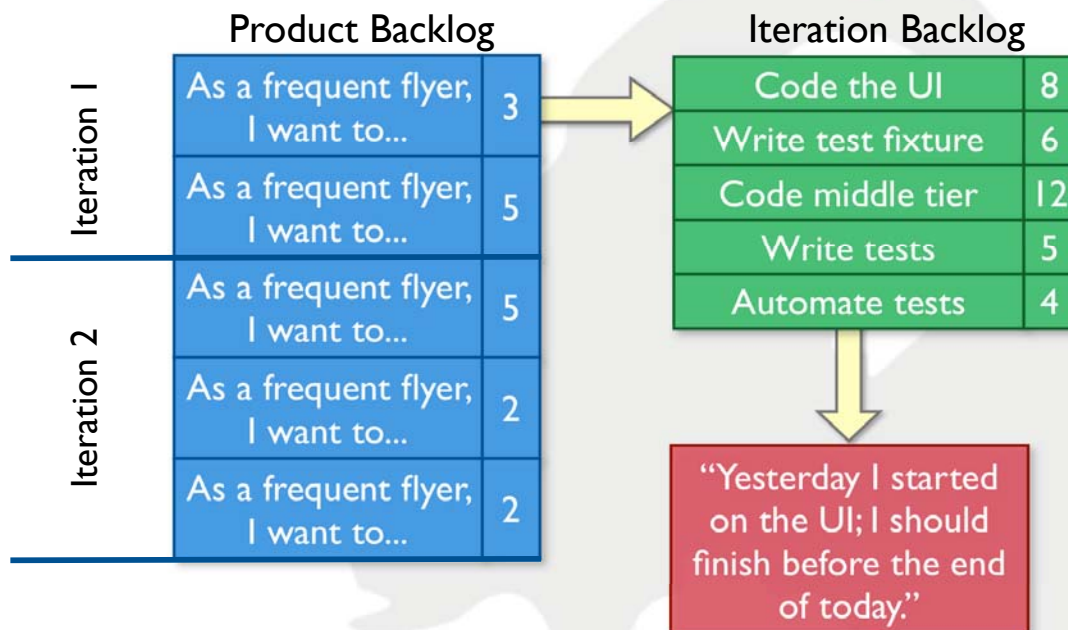 Product Backlog
Iteration 1
As a frequent flyer,
I want to...
3
As a frequent flyer,
I want to...
5
Iteration 2
As a frequent flyer,
I want to...
5
As a frequent flyer,
I want to...
2
As a frequent flyer,
I want to...
2
Iteration Backlog
Code the UI 8
Write test fixture 6
Code middle tier 12
Write tests 5
Automate tests 4
“Yesterday I started
on the UI; I should
finish before the end
of today.”